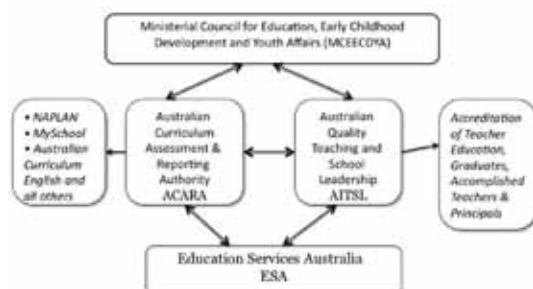 Ministerial Council for Education, Early Childhood
Development and Youth Affairs (MCEECDYA)
• NAPLAN
• MySchool
• Australian
Curriculum
English and
all others
Australian
Curriculum
Assessment &
Reporting
Authority
ACARA
Australian
Quality
Teaching and
School
Leadership
AITSL
Accreditation
of Teacher
Education,
Graduates,
Accomplished
Teachers &
Principals
Education Services Australia
ESA